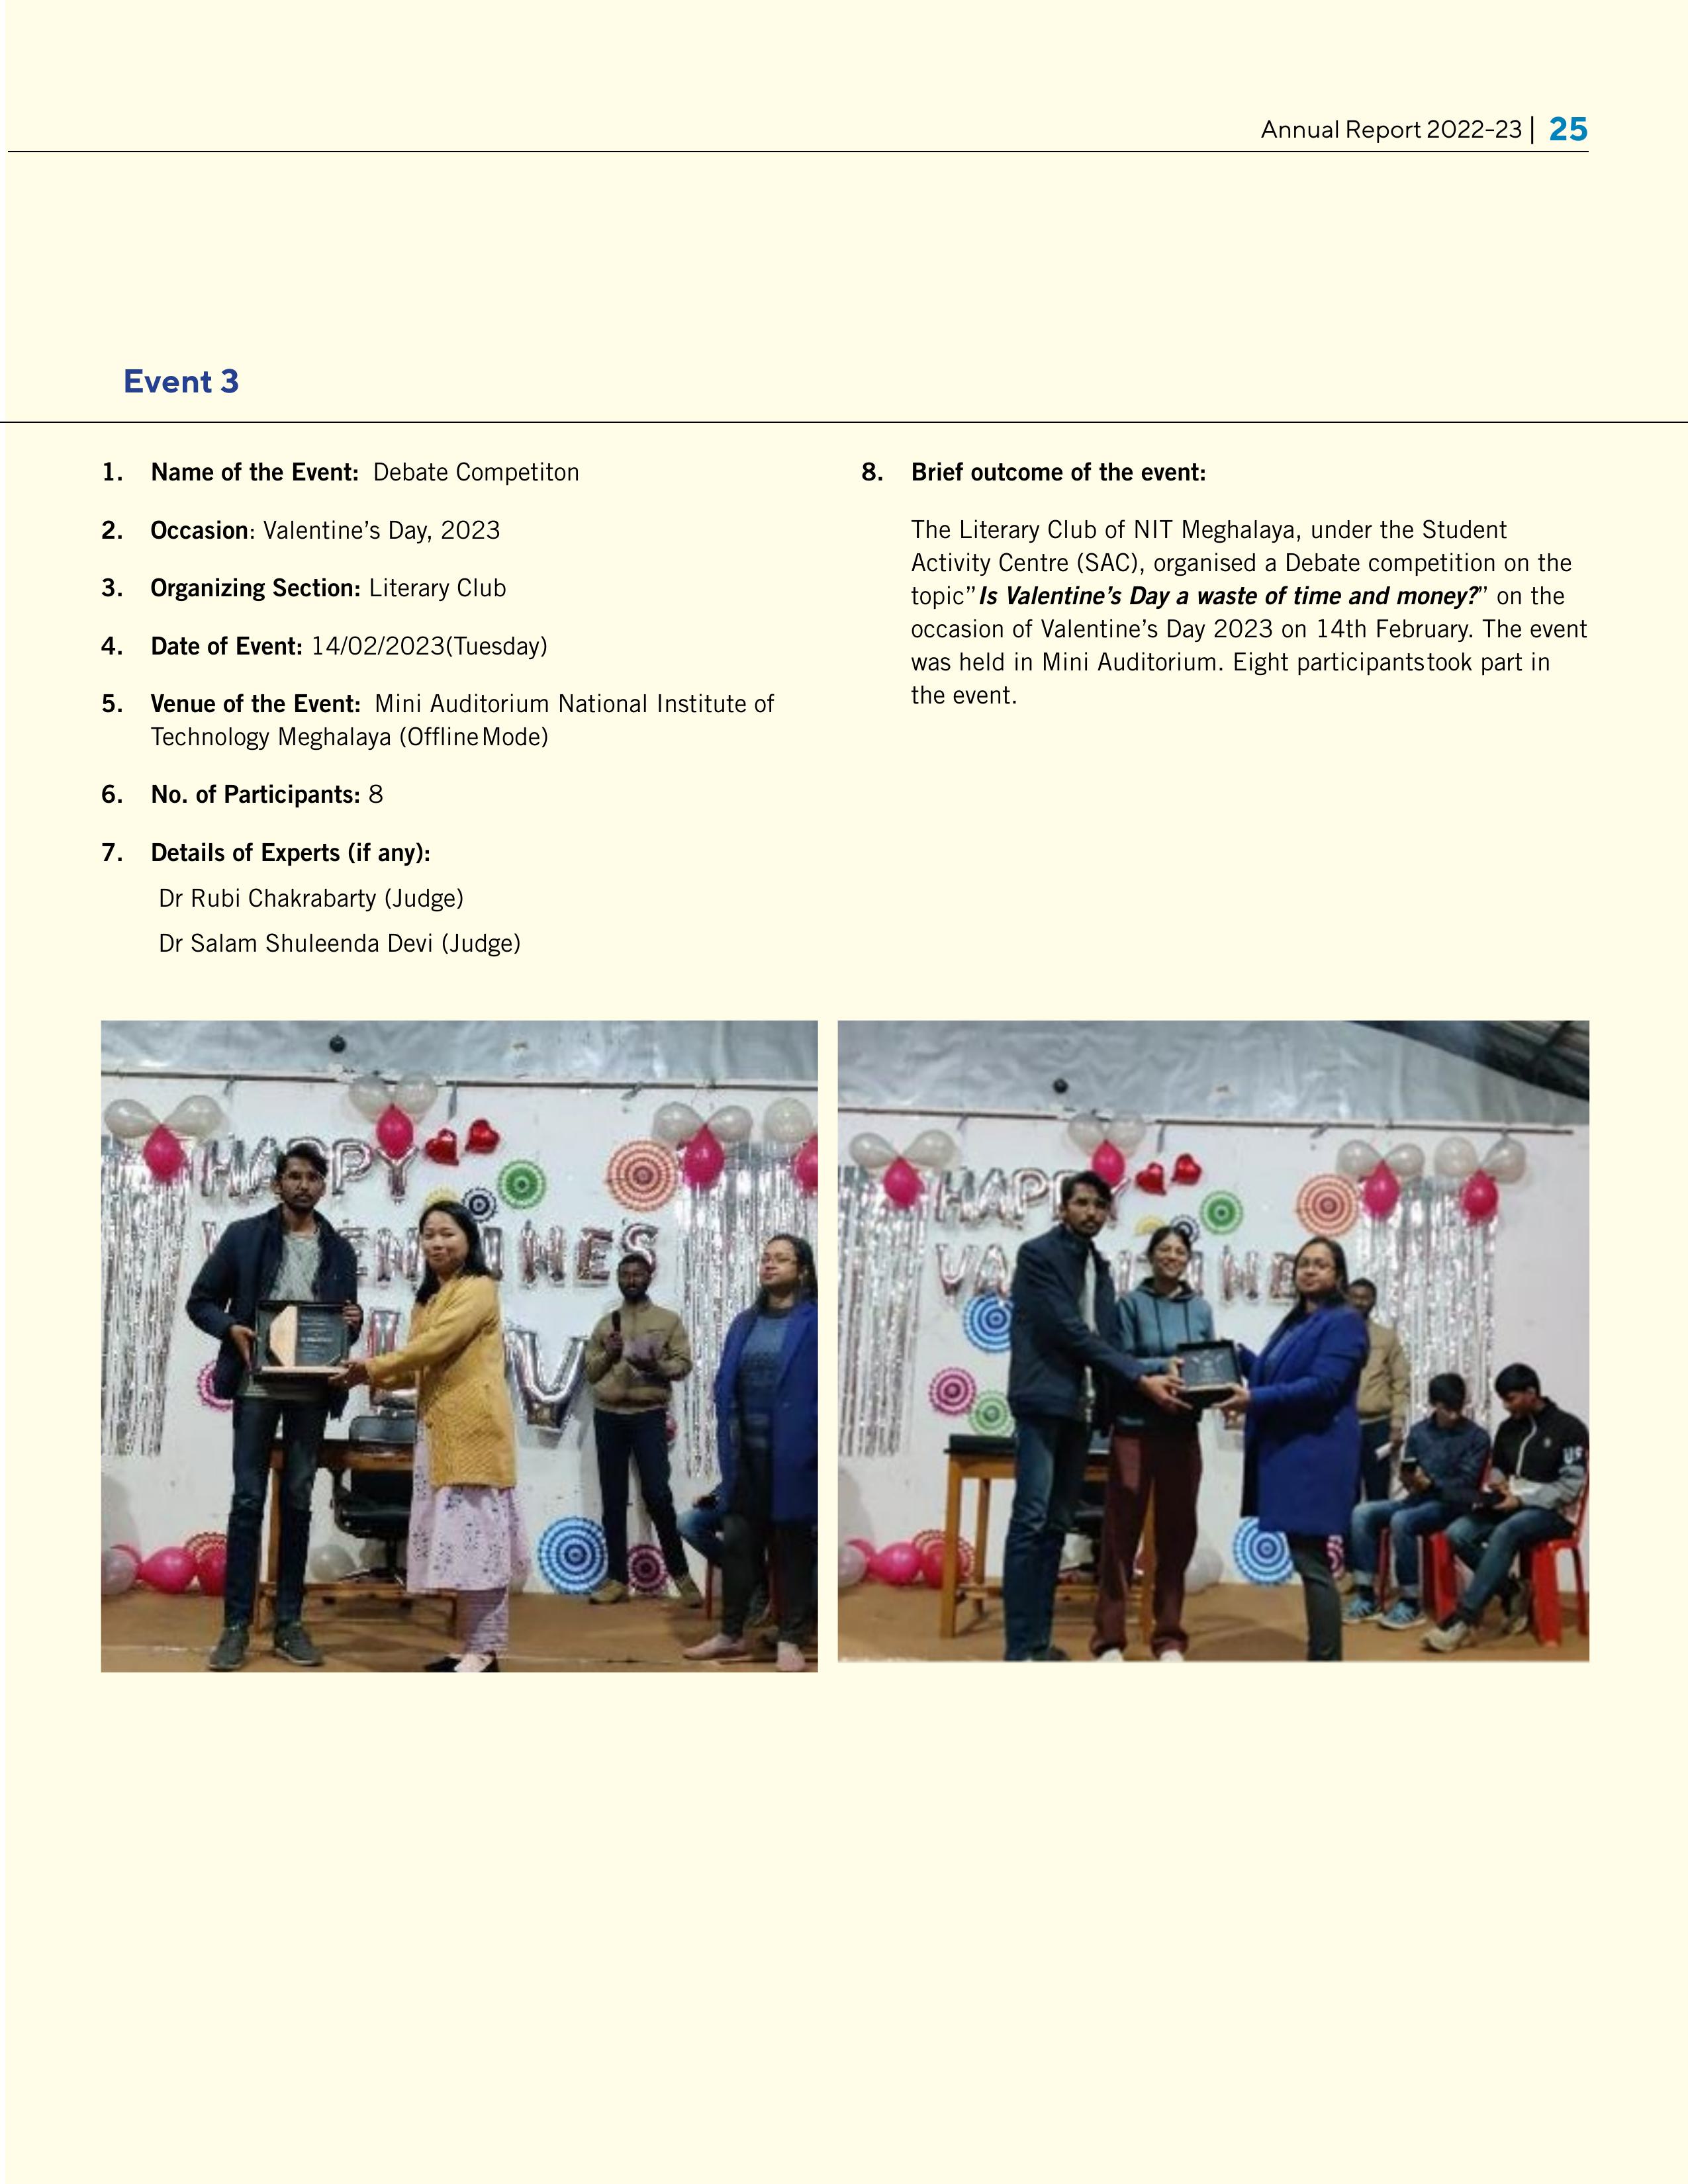 Annual Report 2022-23 | 25
Event 3
1. Name of the Event: Debate Competiton
2. Occasion: Valentine’s Day, 2023
3. Organizing Section: Literary Club
4. Date of Event: 14/02/2023(Tuesday)
5. Venue of the Event: Mini Auditorium National Institute of
Technology Meghalaya (Offline Mode)
6. No. of Participants: 8
7. Details of Experts (if any):
Dr Rubi Chakrabarty (Judge)
Dr Salam Shuleenda Devi (Judge)
8. Brief outcome of the event:
The Literary Club of NIT Meghalaya, under the Student
Activity Centre (SAC), organised a Debate competition on the
topic”Is Valentine’s Day a waste of time and money?” on the
occasion of Valentine’s Day 2023 on 14th February. The event
was held in Mini Auditorium. Eight participants took part in
the event.
HAPPY
HAPPY
US